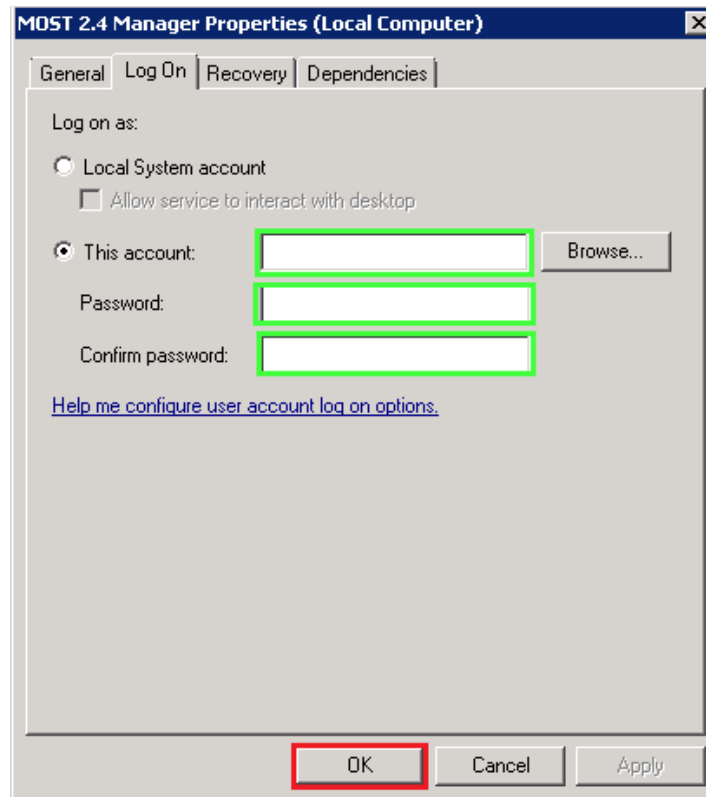 MOST 2.4 Manager Properties (Local Computer)
General Log On Recovery Dependencies
Log on as:
Local System account
Allow service to interact with desktop
This account: Browse...
Password:
Confirm password:
Help me configure user account log on options.
OK Cancel Apply